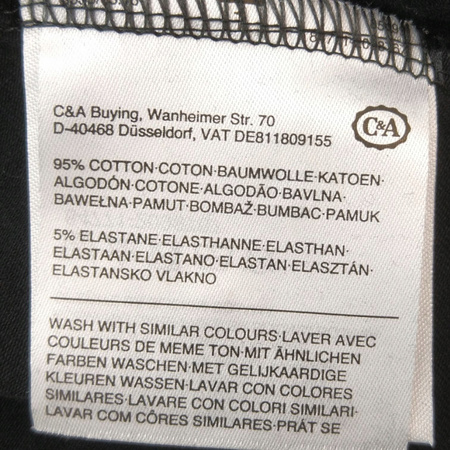 C&A Buying, Wanheimer Str. 70
D-40468 Düsseldorf, VAT DE811809155
C&A
95% COTTON·COTON·BAUMWOLLE·KATOEN·
ALGODÓN·COTONE·ALGODÃO·BAVLNA·
BAWEŁNA·PAMUT·BOMBAŽ·BUMBAC·PAMUK
5% ELASTANE·ELASTHANNE·ELASTHAN·
ELASTAAN·ELASTANO·ELASTAN·ELASZTÁN·
ELASTANSKO VLAKNO
WASH WITH SIMILAR COLOURS·LAVER AVEC
COULEURS DE MEME TON·MIT ÄHNLICHEN
FARBEN WASCHEN·MET GELIJKAARDIGE
KLEUREN WASSEN·LAVAR CON COLORES
SIMILARES·LAVARE CON COLORI SIMILARI·
LAVAR COM CÔRES SIMILARES·PRÁT SE